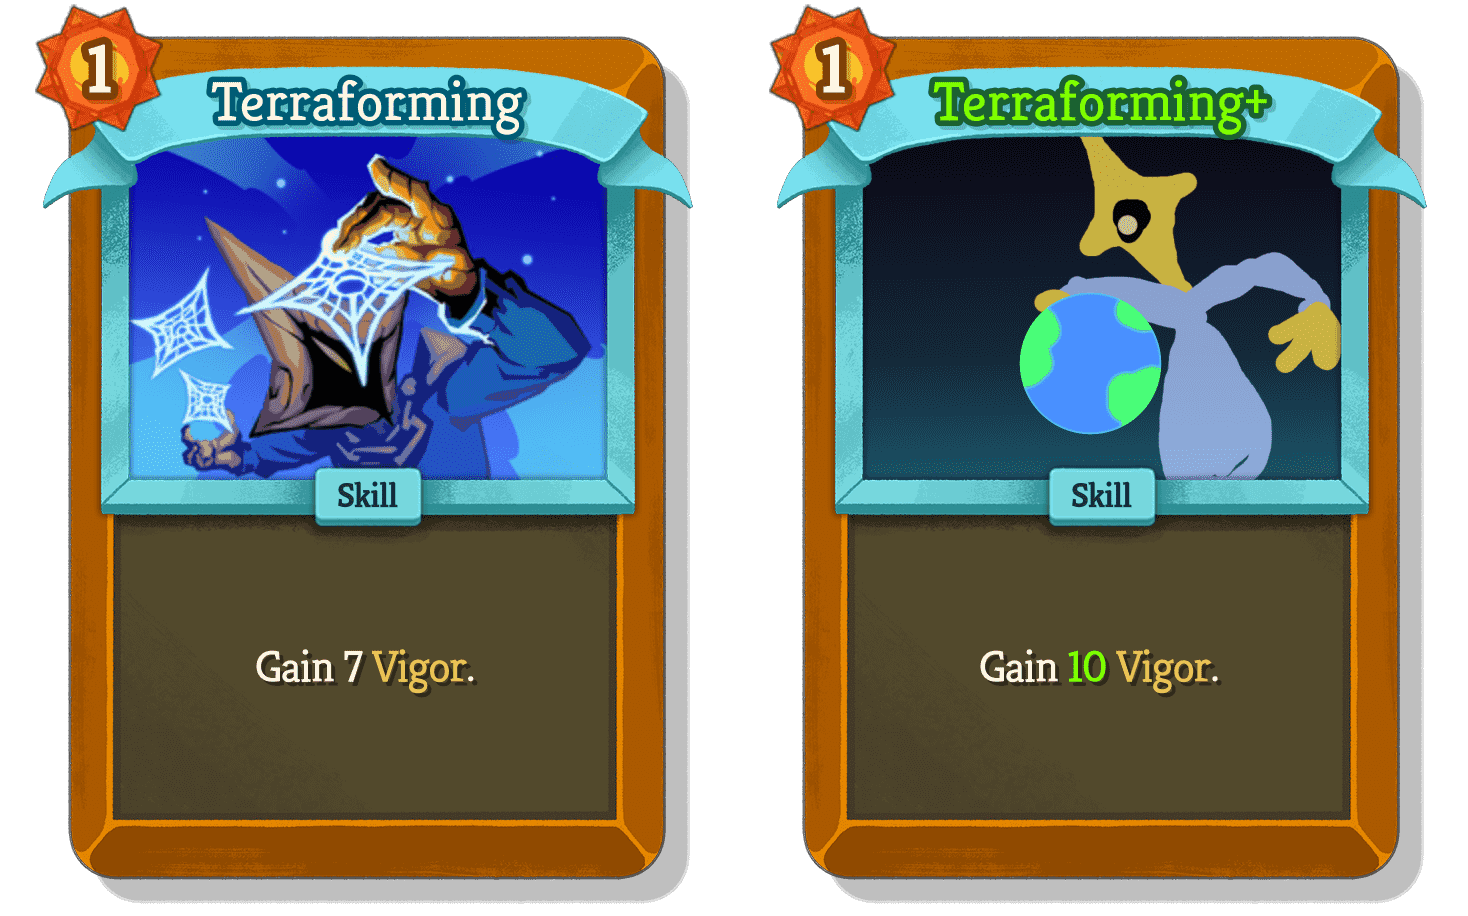 1
Terraforming
Skill
Gain 7 Vigor.
1
Terraforming+
Skill
Gain 10 Vigor.